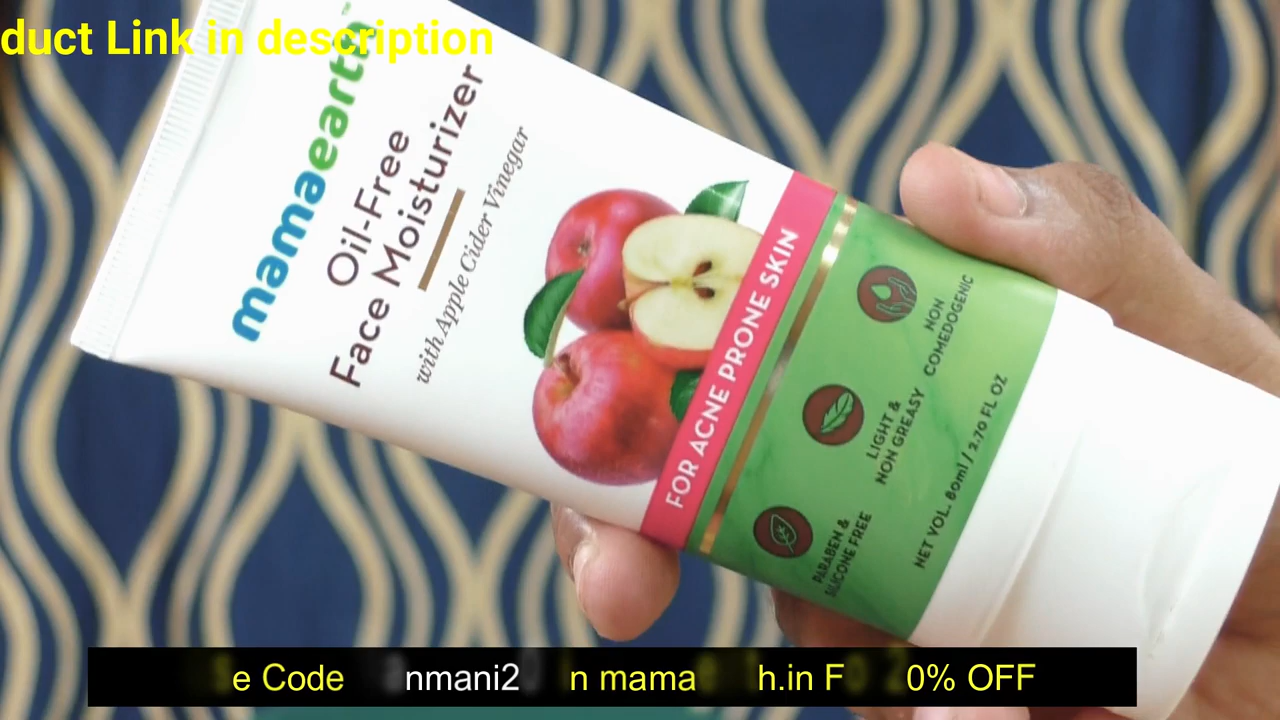 duct Link in description
mamaearth™
Oil-Free
Face Moisturizer
with Apple Cider Vinegar
FOR ACNE PRONE SKIN
NON
COMEDOGENIC
LIGHT &
NON GREASY
PARABEN &
SILICONE FREE
NET VOL. 80ml / 2.70 FL OZ
e Code nmani2 n mama h.in F 0% OFF